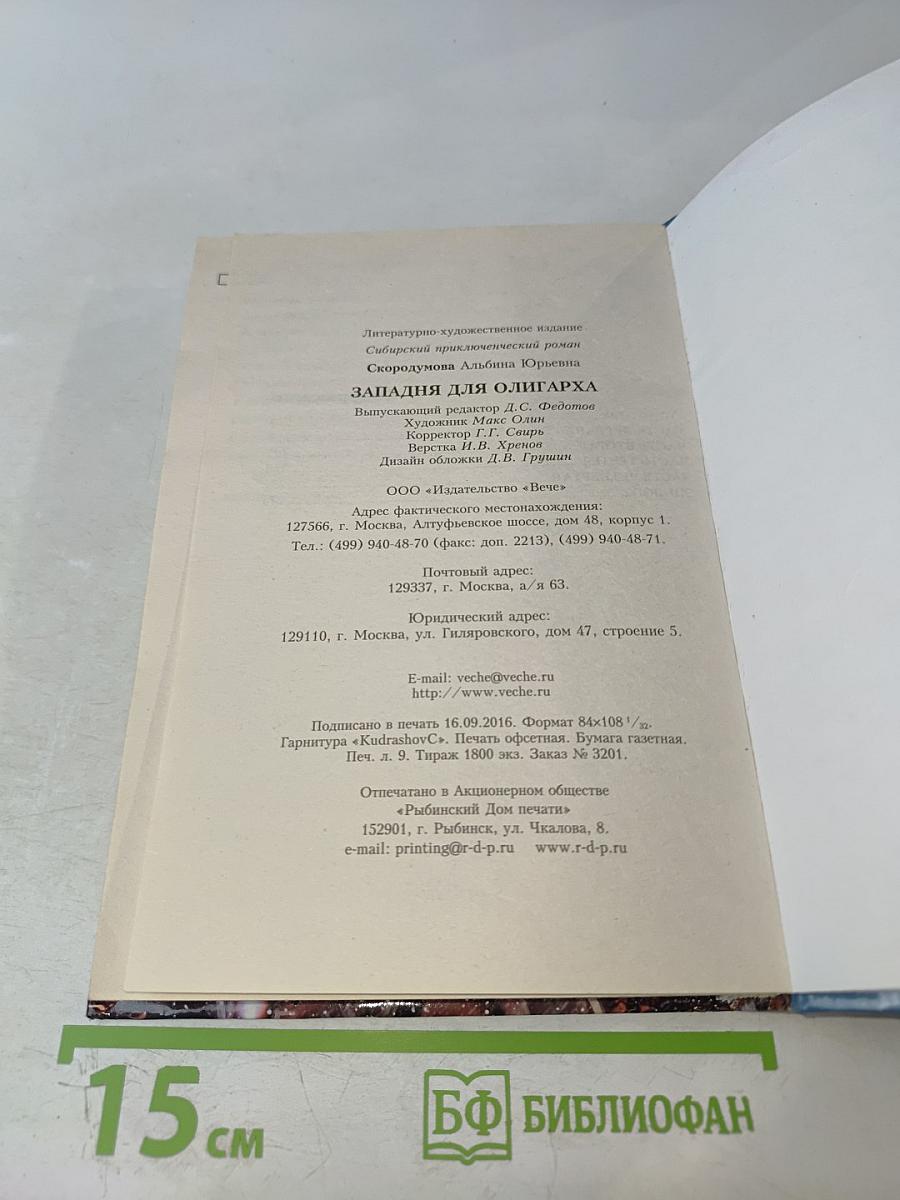 Литературно-художественное издание
Сибирский приключенческий роман
Скородумова Альбина Юрьевна
ЗАПАДНЯ ДЛЯ ОЛИГАРХА
Выпускающий редактор Д.С. Федотов
Художник Макс Олин
Корректор Г.Г. Свирь
Верстка И.В. Хренов
Дизайн обложки Д.В. Грушин
ООО «Издательство «Вече»
Адрес фактического местонахождения:
127566, г. Москва, Алтуфьевское шоссе, дом 48, корпус 1.
Тел.: (499) 940-48-70 (факс: доп. 2213), (499) 940-48-71.
Почтовый адрес:
129337, г. Москва, а/я 63.
Юридический адрес:
129110, г. Москва, ул. Гиляровского, дом 47, строение 5.
E-mail: veche@veche.ru
http://www.veche.ru
Подписано в печать 16.09.2016. Формат 84×108 1/32.
Гарнитура «KudrashovC». Печать офсетная. Бумага газетная.
Печ. л. 9. Тираж 1800 экз. Заказ № 3201.
Отпечатано в Акционерном обществе
«Рыбинский Дом печати»
152901, г. Рыбинск, ул. Чкалова, 8.
e-mail: printing@r-d-p.ru www.r-d-p.ru
15 см
БФ БИБЛИОФАН